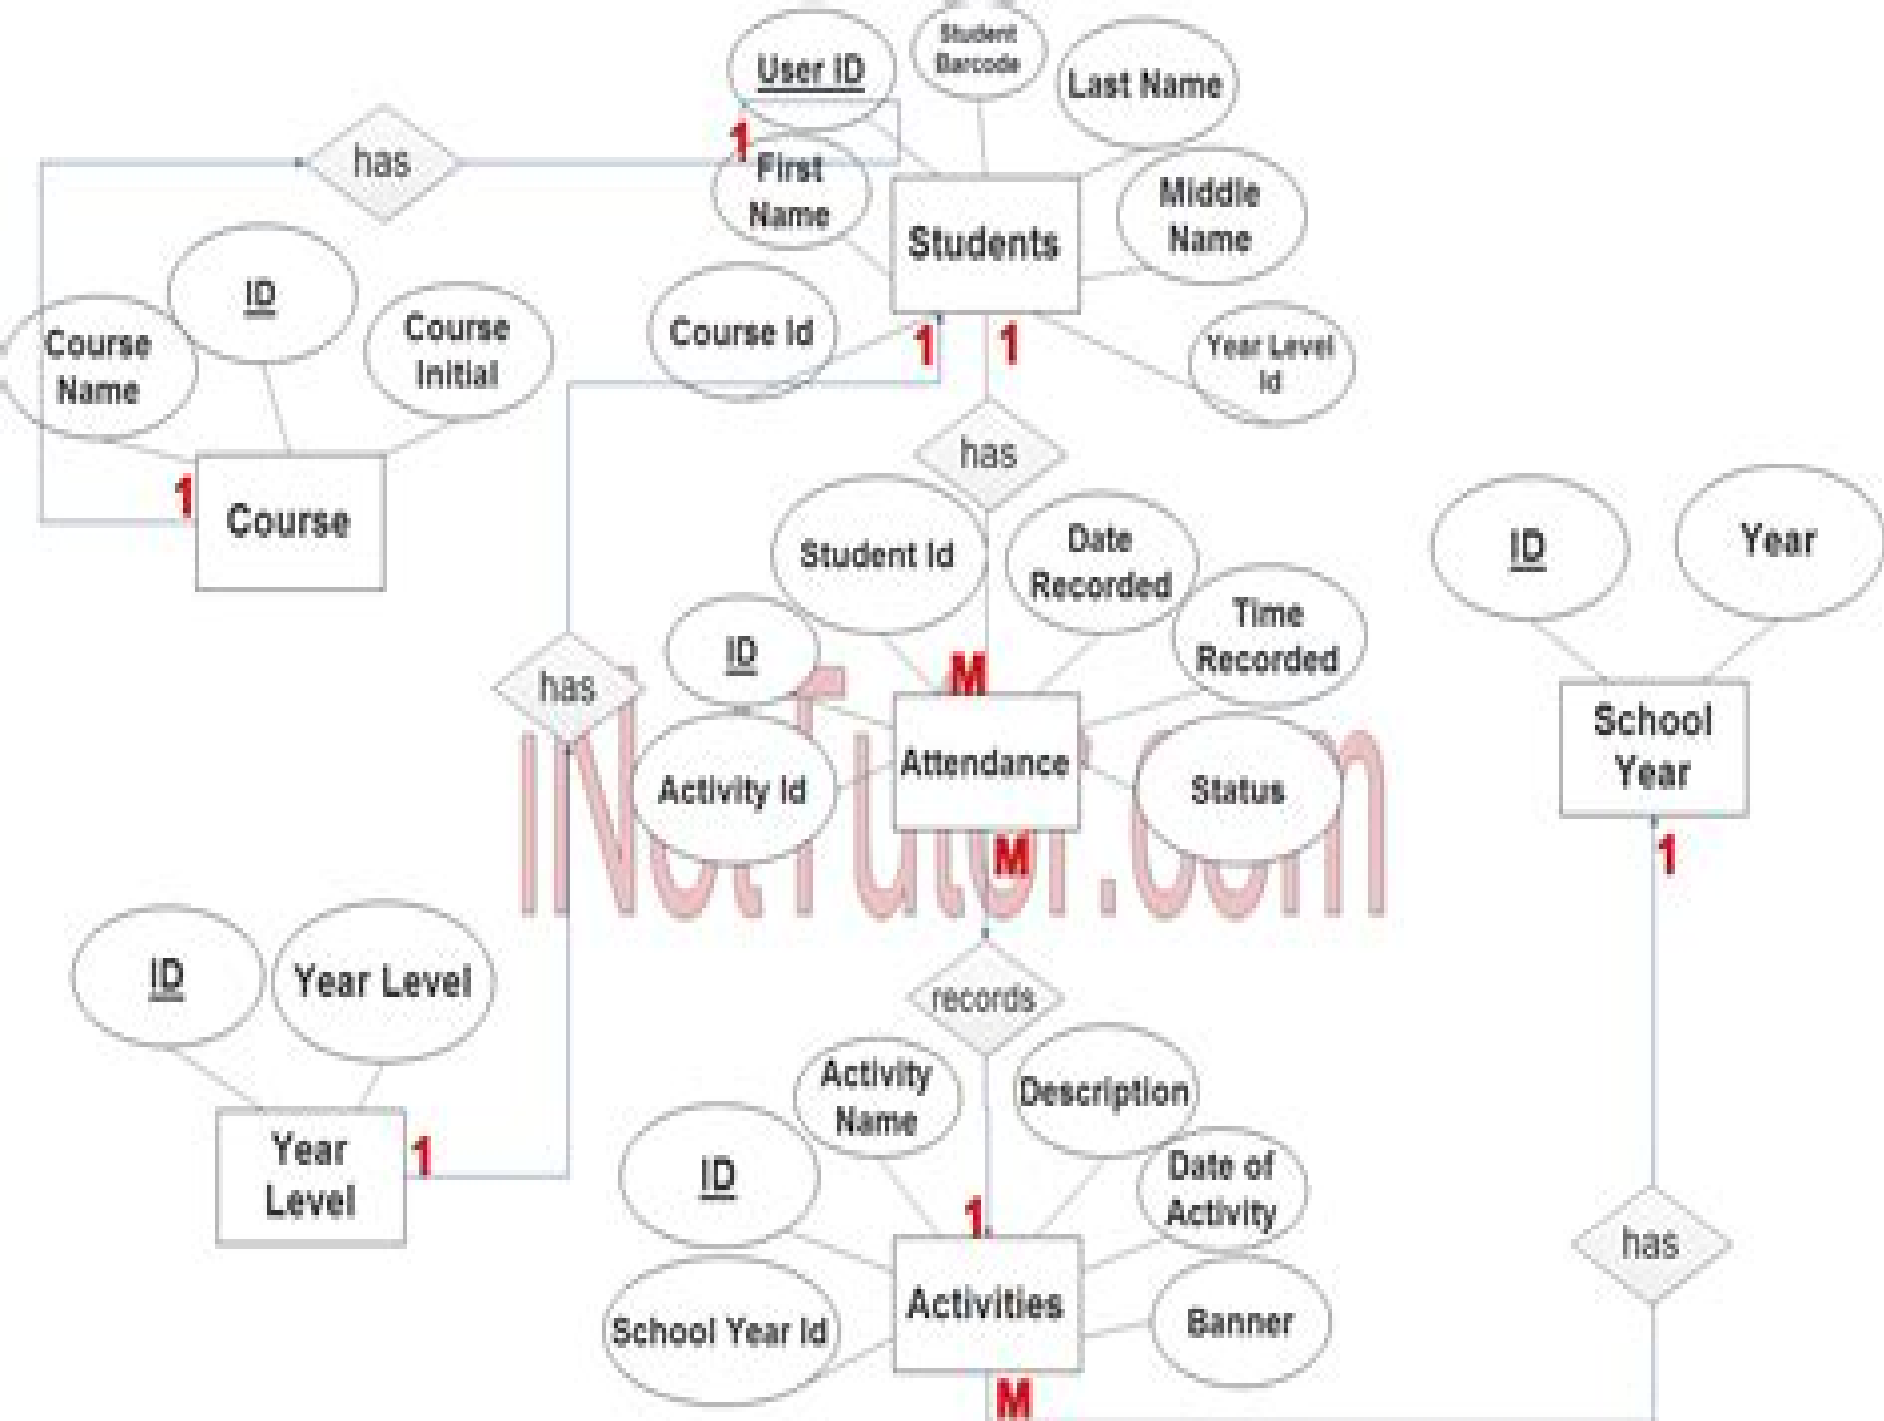 User ID
Student
Barcode
Last Name
has
1
First
Name
Middle
Name
Students
ID
Course
Name
Course
Initial
Course Id
1
1
Year Level
Id
has
1
Course
Student Id
Date
Recorded
ID
Year
Time
Recorded
ID
has
M
School
Year
Attendance
Activity Id
Status
iNetTutor.com
M
1
ID
Year Level
records
Activity
Name
Description
Year
Level
1
ID
Date of
Activity
1
has
Activities
School Year Id
Banner
M